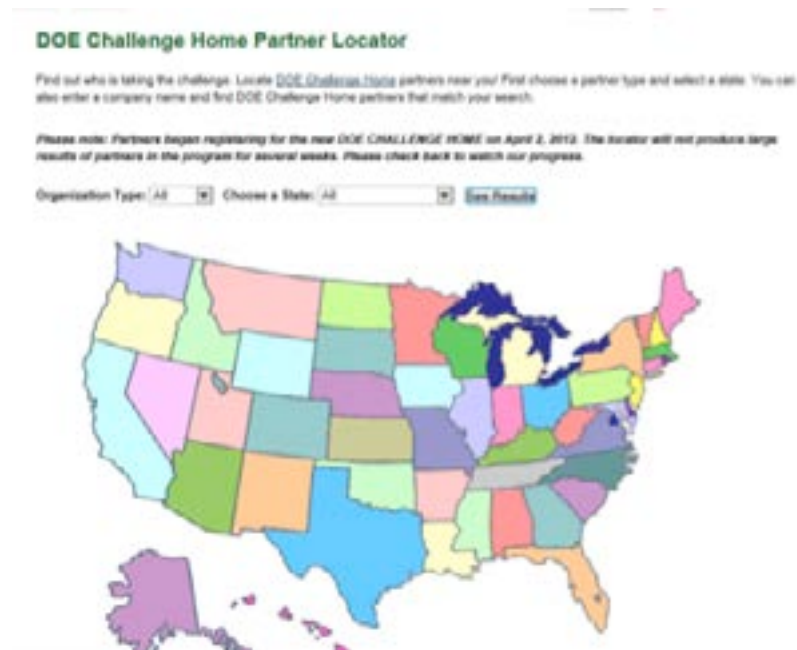 DOE Challenge Home Partner Locator
Find out who is taking the challenge. Locate DOE Challenge Home partners near you! First choose a partner type and select a state. You can
also enter a company name and find DOE Challenge Home partners that match your search.
Please note: Partners began registering for the new DOE CHALLENGE HOME on April 2, 2012. The locator will not produce large
results of partners in the program for several weeks. Please check back to watch our progress.
Organization Type: All Choose a State: All See Results